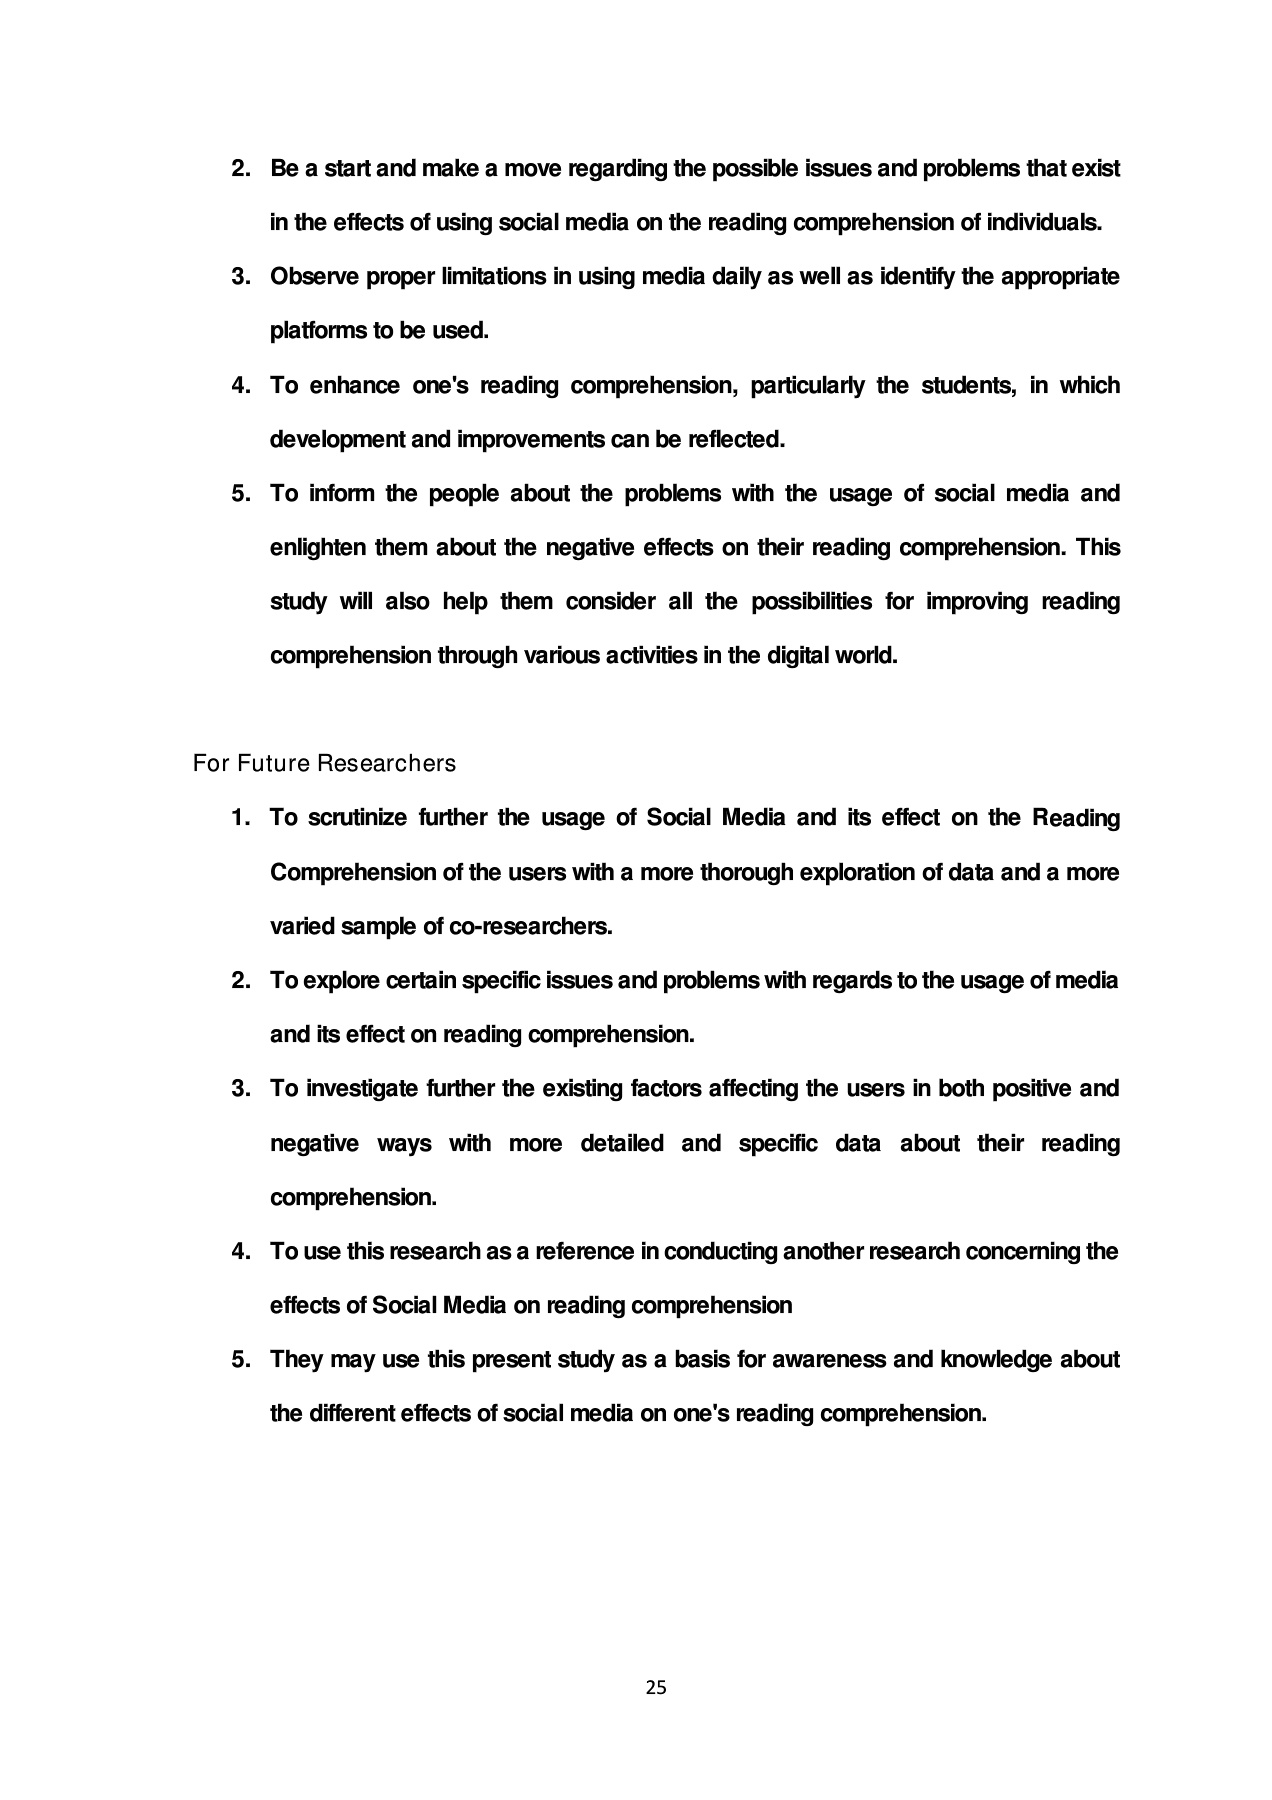 2. Be a start and make a move regarding the possible issues and problems that exist
in the effects of using social media on the reading comprehension of individuals.
3. Observe proper limitations in using media daily as well as identify the appropriate
platforms to be used.
4. To enhance one's reading comprehension, particularly the students, in which
development and improvements can be reflected.
5. To inform the people about the problems with the usage of social media and
enlighten them about the negative effects on their reading comprehension. This
study will also help them consider all the possibilities for improving reading
comprehension through various activities in the digital world.
For Future Researchers
1. To scrutinize further the usage of Social Media and its effect on the Reading
Comprehension of the users with a more thorough exploration of data and a more
varied sample of co-researchers.
2. To explore certain specific issues and problems with regards to the usage of media
and its effect on reading comprehension.
3. To investigate further the existing factors affecting the users in both positive and
negative ways with more detailed and specific data about their reading
comprehension.
4. To use this research as a reference in conducting another research concerning the
effects of Social Media on reading comprehension
5. They may use this present study as a basis for awareness and knowledge about
the different effects of social media on one's reading comprehension.
25